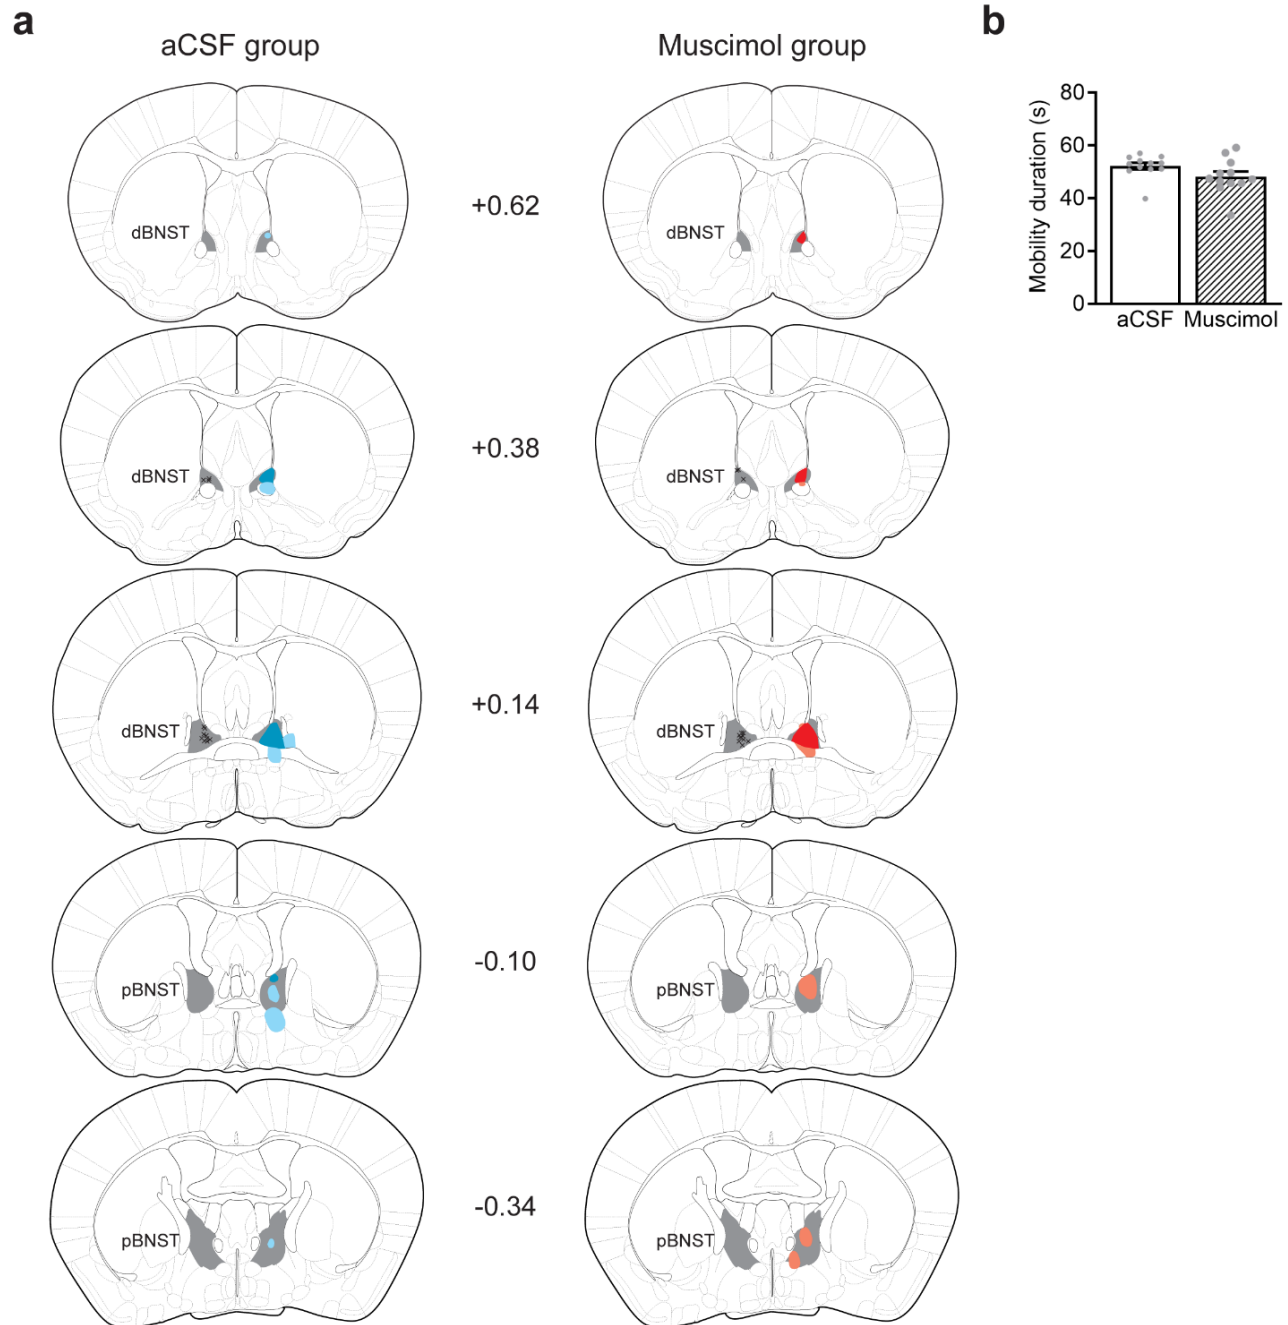 a
b
aCSF group
Muscimol group
dBNST
+0.62
dBNST
dBNST
+0.38
dBNST
dBNST
+0.14
dBNST
pBNST
-0.10
pBNST
pBNST
-0.34
pBNST
Mobility duration (s)
80
60
40
20
0
aCSF
Muscimol